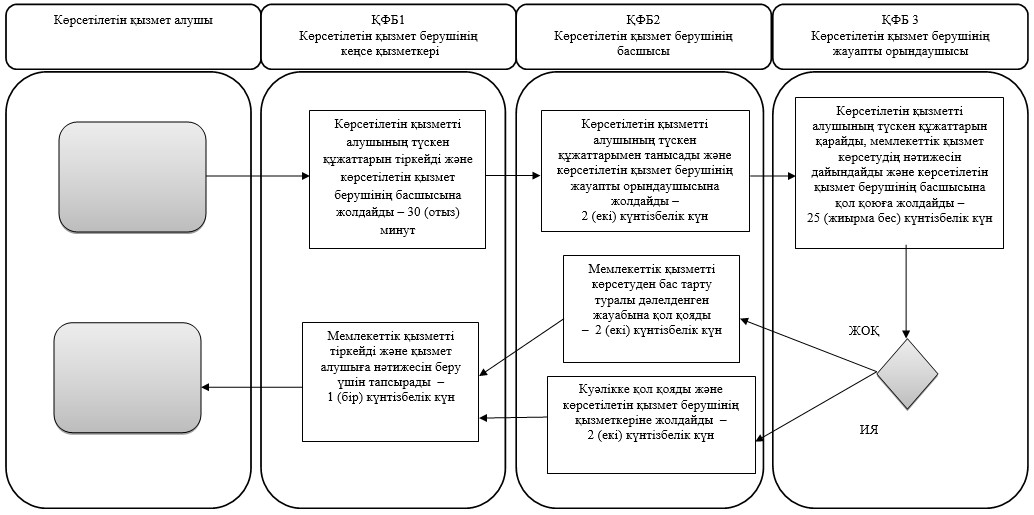 Көрсетілетін қызмет алушы
ҚФБ1
Көрсетілетін қызмет берушінің
кеңсе қызметкері
ҚФБ2
Көрсетілетін қызмет берушінің
басшысы
ҚФБ 3
Көрсетілетін қызмет берушінің
жауапты орындаушысы
Көрсетілетін қызметті
алушының түскен
құжаттарын тіркейді және
көрсетілетін қызмет
берушінің басшысына
жолдайды – 30 (отыз)
минут
Көрсетілетін қызметті
алушының түскен
құжаттарымен танысады және
көрсетілетін қызмет берушінің
жауапты орындаушысына
жолдайды –
2 (екі) күнтізбелік күн
Көрсетілетін қызметті
алушының түскен құжаттарын
қарайды, мемлекеттік қызмет
көрсетудің нәтижесін
дайындайды және көрсетілетін
қызмет берушінің басшысына
қол қоюға жолдайды –
25 (жиырма бес) күнтізбелік күн
Мемлекеттік қызметті
көрсетуден бас тарту
туралы дәлелденген
жауабына қол қояды
– 2 (екі) күнтізбелік күн
ЖОҚ
Мемлекеттік қызметті
тіркейді және қызмет
алушыға нәтижесін беру
үшін тапсырады –
1 (бір) күнтізбелік күн
Куәлікке қол қояды және
көрсетілетін қызмет берушінің
қызметкеріне жолдайды –
2 (екі) күнтізбелік күн
ИЯ